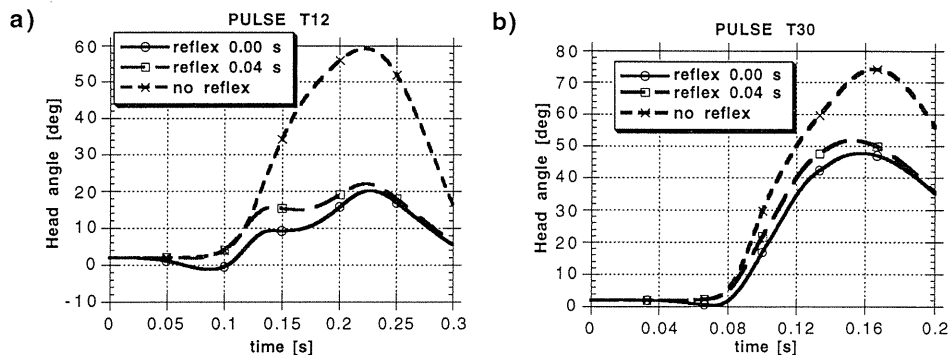 a)
PULSE T12
reflex 0.00 s
reflex 0.04 s
no reflex
Head angle [deg]
60
50
40
30
20
10
0
-10
0 0.05 0.1 0.15 0.2 0.25 0.3
time [s]
b)
PULSE T30
reflex 0.00 s
reflex 0.04 s
no reflex
Head angle [deg]
80
70
60
50
40
30
20
10
0
0 0.04 0.08 0.12 0.16 0.2
time [s]